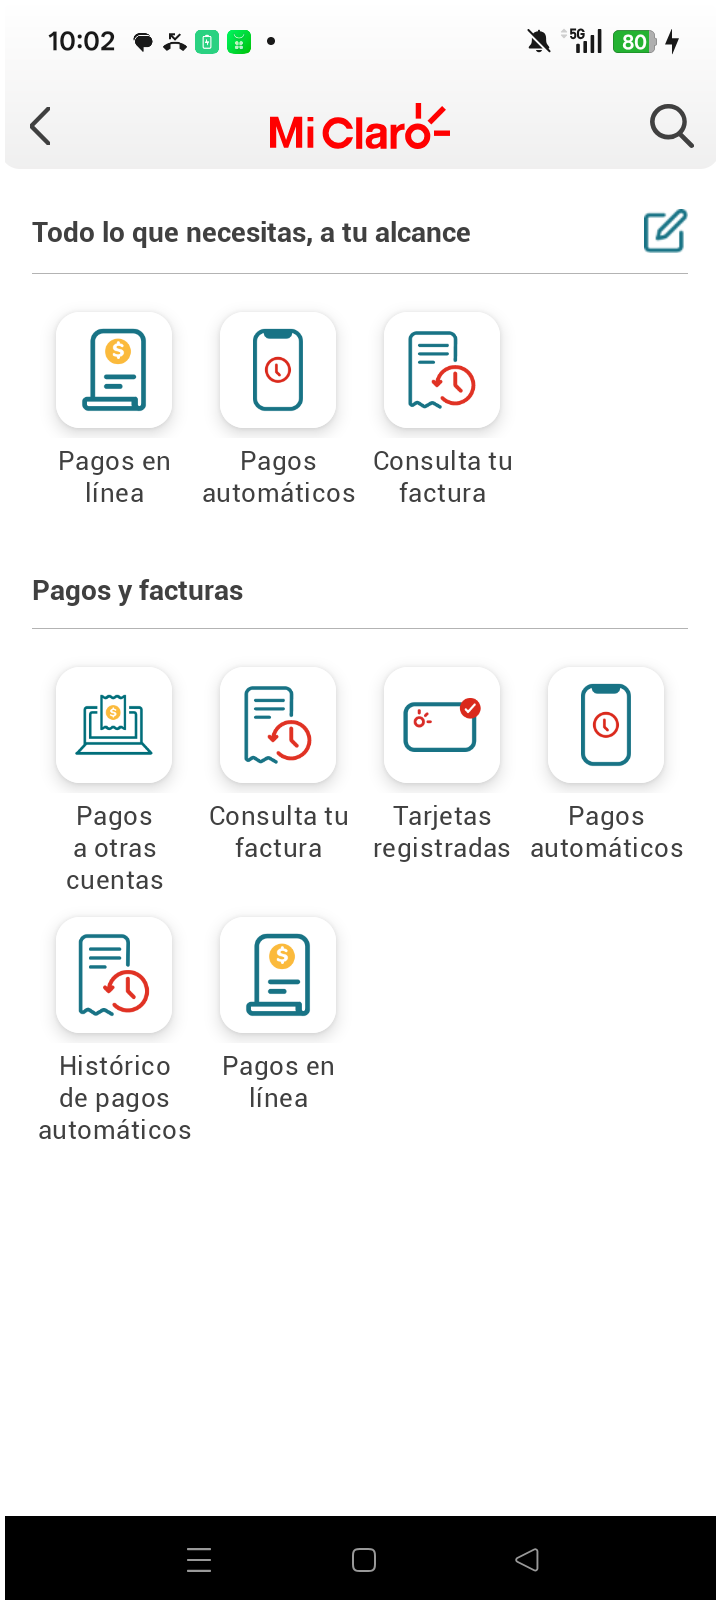 10:02
5G
80
Mi Claro
Todo lo que necesitas, a tu alcance
Pagos en
línea
Pagos
automáticos
Consulta tu
factura
Pagos y facturas
Pagos
a otras
cuentas
Consulta tu
factura
Tarjetas
registradas
Pagos
automáticos
Histórico
de pagos
automáticos
Pagos en
línea